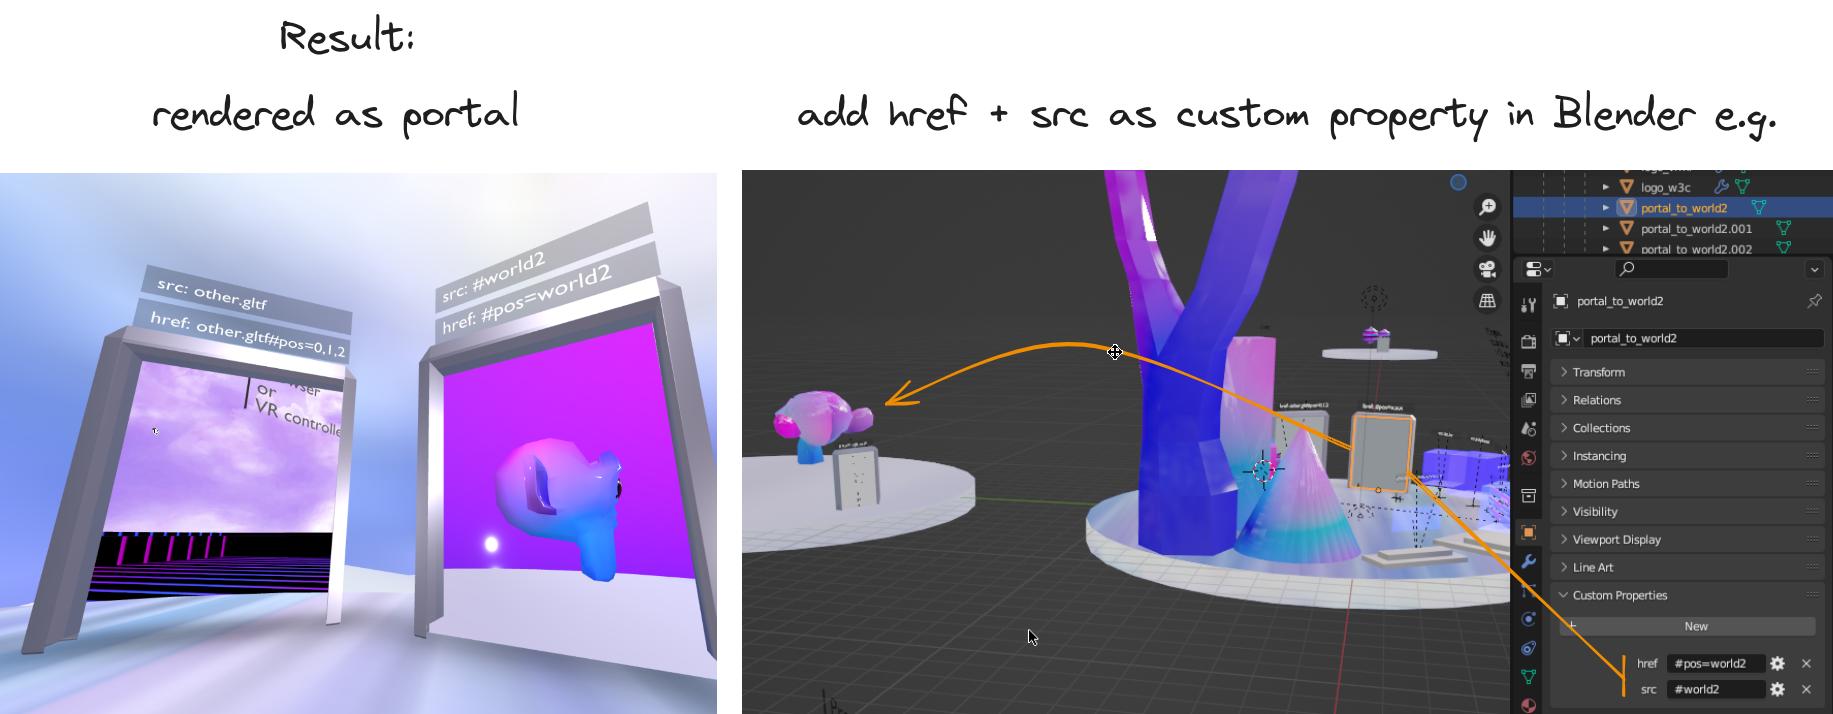 Result:
rendered as portal
add href + src as custom property in Blender e.g.
src: other.gltf
href: other.gltf#pos=0,1,2
or
VR controlle
src: #world2
href: #pos=world2
logo_w3c
portal_to_world2
portal_to_world2.001
portal_to_world2.002
portal_to_world2
portal_to_world2
Transform
Relations
Collections
Instancing
Motion Paths
Visibility
Viewport Display
Line Art
Custom Properties
+ New
href #pos=world2
src #world2